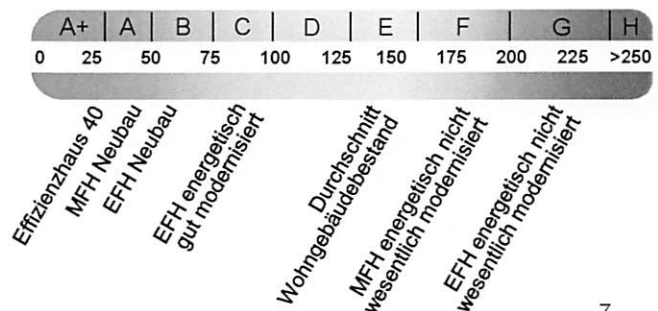 A+ A B C D E F G H
0 25 50 75 100 125 150 175 200 225 >250
Effizienzhaus 40
MFH Neubau
EFH Neubau
EFH energetisch
gut modernisiert
Durchschnitt
Wohngebäudebestand
MFH energetisch nicht
wesentlich modernisiert
EFH energetisch nicht
wesentlich modernisiert
7